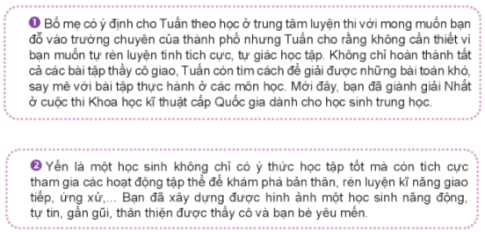 ❶ Bố mẹ có ý định cho Tuấn theo học ở trung tâm luyện thi với mong muốn bạn
đỗ vào trường chuyên của thành phố nhưng Tuấn cho rằng không cần thiết vì
bạn muốn tự rèn luyện tính tích cực, tự giác học tập. Không chỉ hoàn thành tất
cả các bài tập thầy cô giao, Tuấn còn tìm cách để giải được những bài toán khó,
say mê với bài tập thực hành ở các môn học. Mới đây, bạn đã giành giải Nhất
ở cuộc thi Khoa học kĩ thuật cấp Quốc gia dành cho học sinh trung học.
❷ Yến là một học sinh không chỉ có ý thức học tập tốt mà còn tích cực
tham gia các hoạt động tập thể để khám phá bản thân, rèn luyện kĩ năng giao
tiếp, ứng xử,... Bạn đã xây dựng được hình ảnh một học sinh năng động,
tự tin, gần gũi, thân thiện được thầy cô và bạn bè yêu mến.